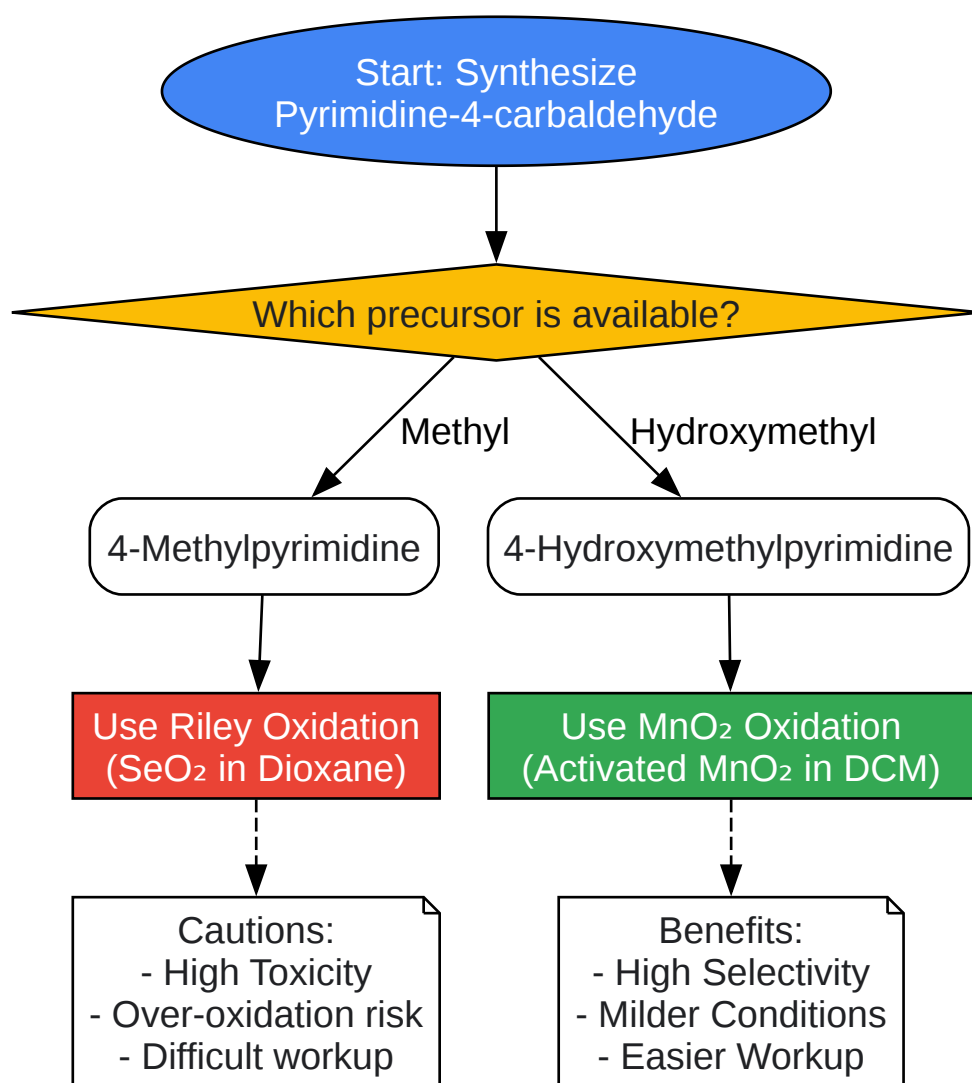 Start: Synthesize
Pyrimidine-4-carbaldehyde
Which precursor is available?
Methyl
Hydroxymethyl
4-Methylpyrimidine
4-Hydroxymethylpyrimidine
Use Riley Oxidation
(SeO₂ in Dioxane)
Use MnO₂ Oxidation
(Activated MnO₂ in DCM)
Cautions:
- High Toxicity
- Over-oxidation risk
- Difficult workup
Benefits:
- High Selectivity
- Milder Conditions
- Easier Workup